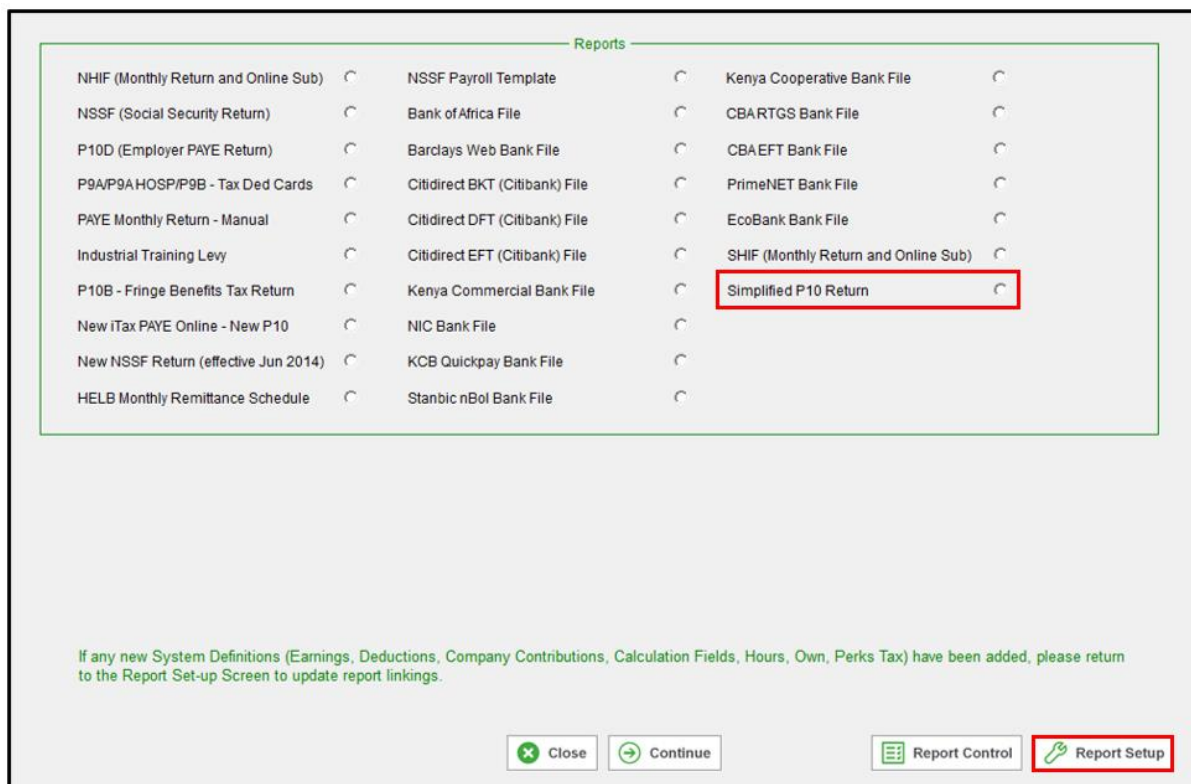 Reports
NHIF (Monthly Return and Online Sub)
NSSF (Social Security Return)
P10D (Employer PAYE Return)
P9A/P9AHOSP/P9B - Tax Ded Cards
PAYE Monthly Return - Manual
Industrial Training Levy
P10B - Fringe Benefits Tax Return
New iTax PAYE Online - New P10
New NSSF Return (effective Jun 2014)
HELB Monthly Remittance Schedule
NSSF Payroll Template
Bank of Africa File
Barclays Web Bank File
Citidirect BKT (Citibank) File
Citidirect DFT (Citibank) File
Citidirect EFT (Citibank) File
Kenya Commercial Bank File
NIC Bank File
KCB Quickpay Bank File
Stanbic nBol Bank File
Kenya Cooperative Bank File
CBARTGS Bank File
CBAEFT Bank File
PrimeNET Bank File
EcoBank Bank File
SHIF (Monthly Return and Online Sub)
Simplified P10 Return
If any new System Definitions (Earnings, Deductions, Company Contributions, Calculation Fields, Hours, Own, Perks Tax) have been added, please return
to the Report Set-up Screen to update report linkings.
Close
Continue
Report Control
Report Setup